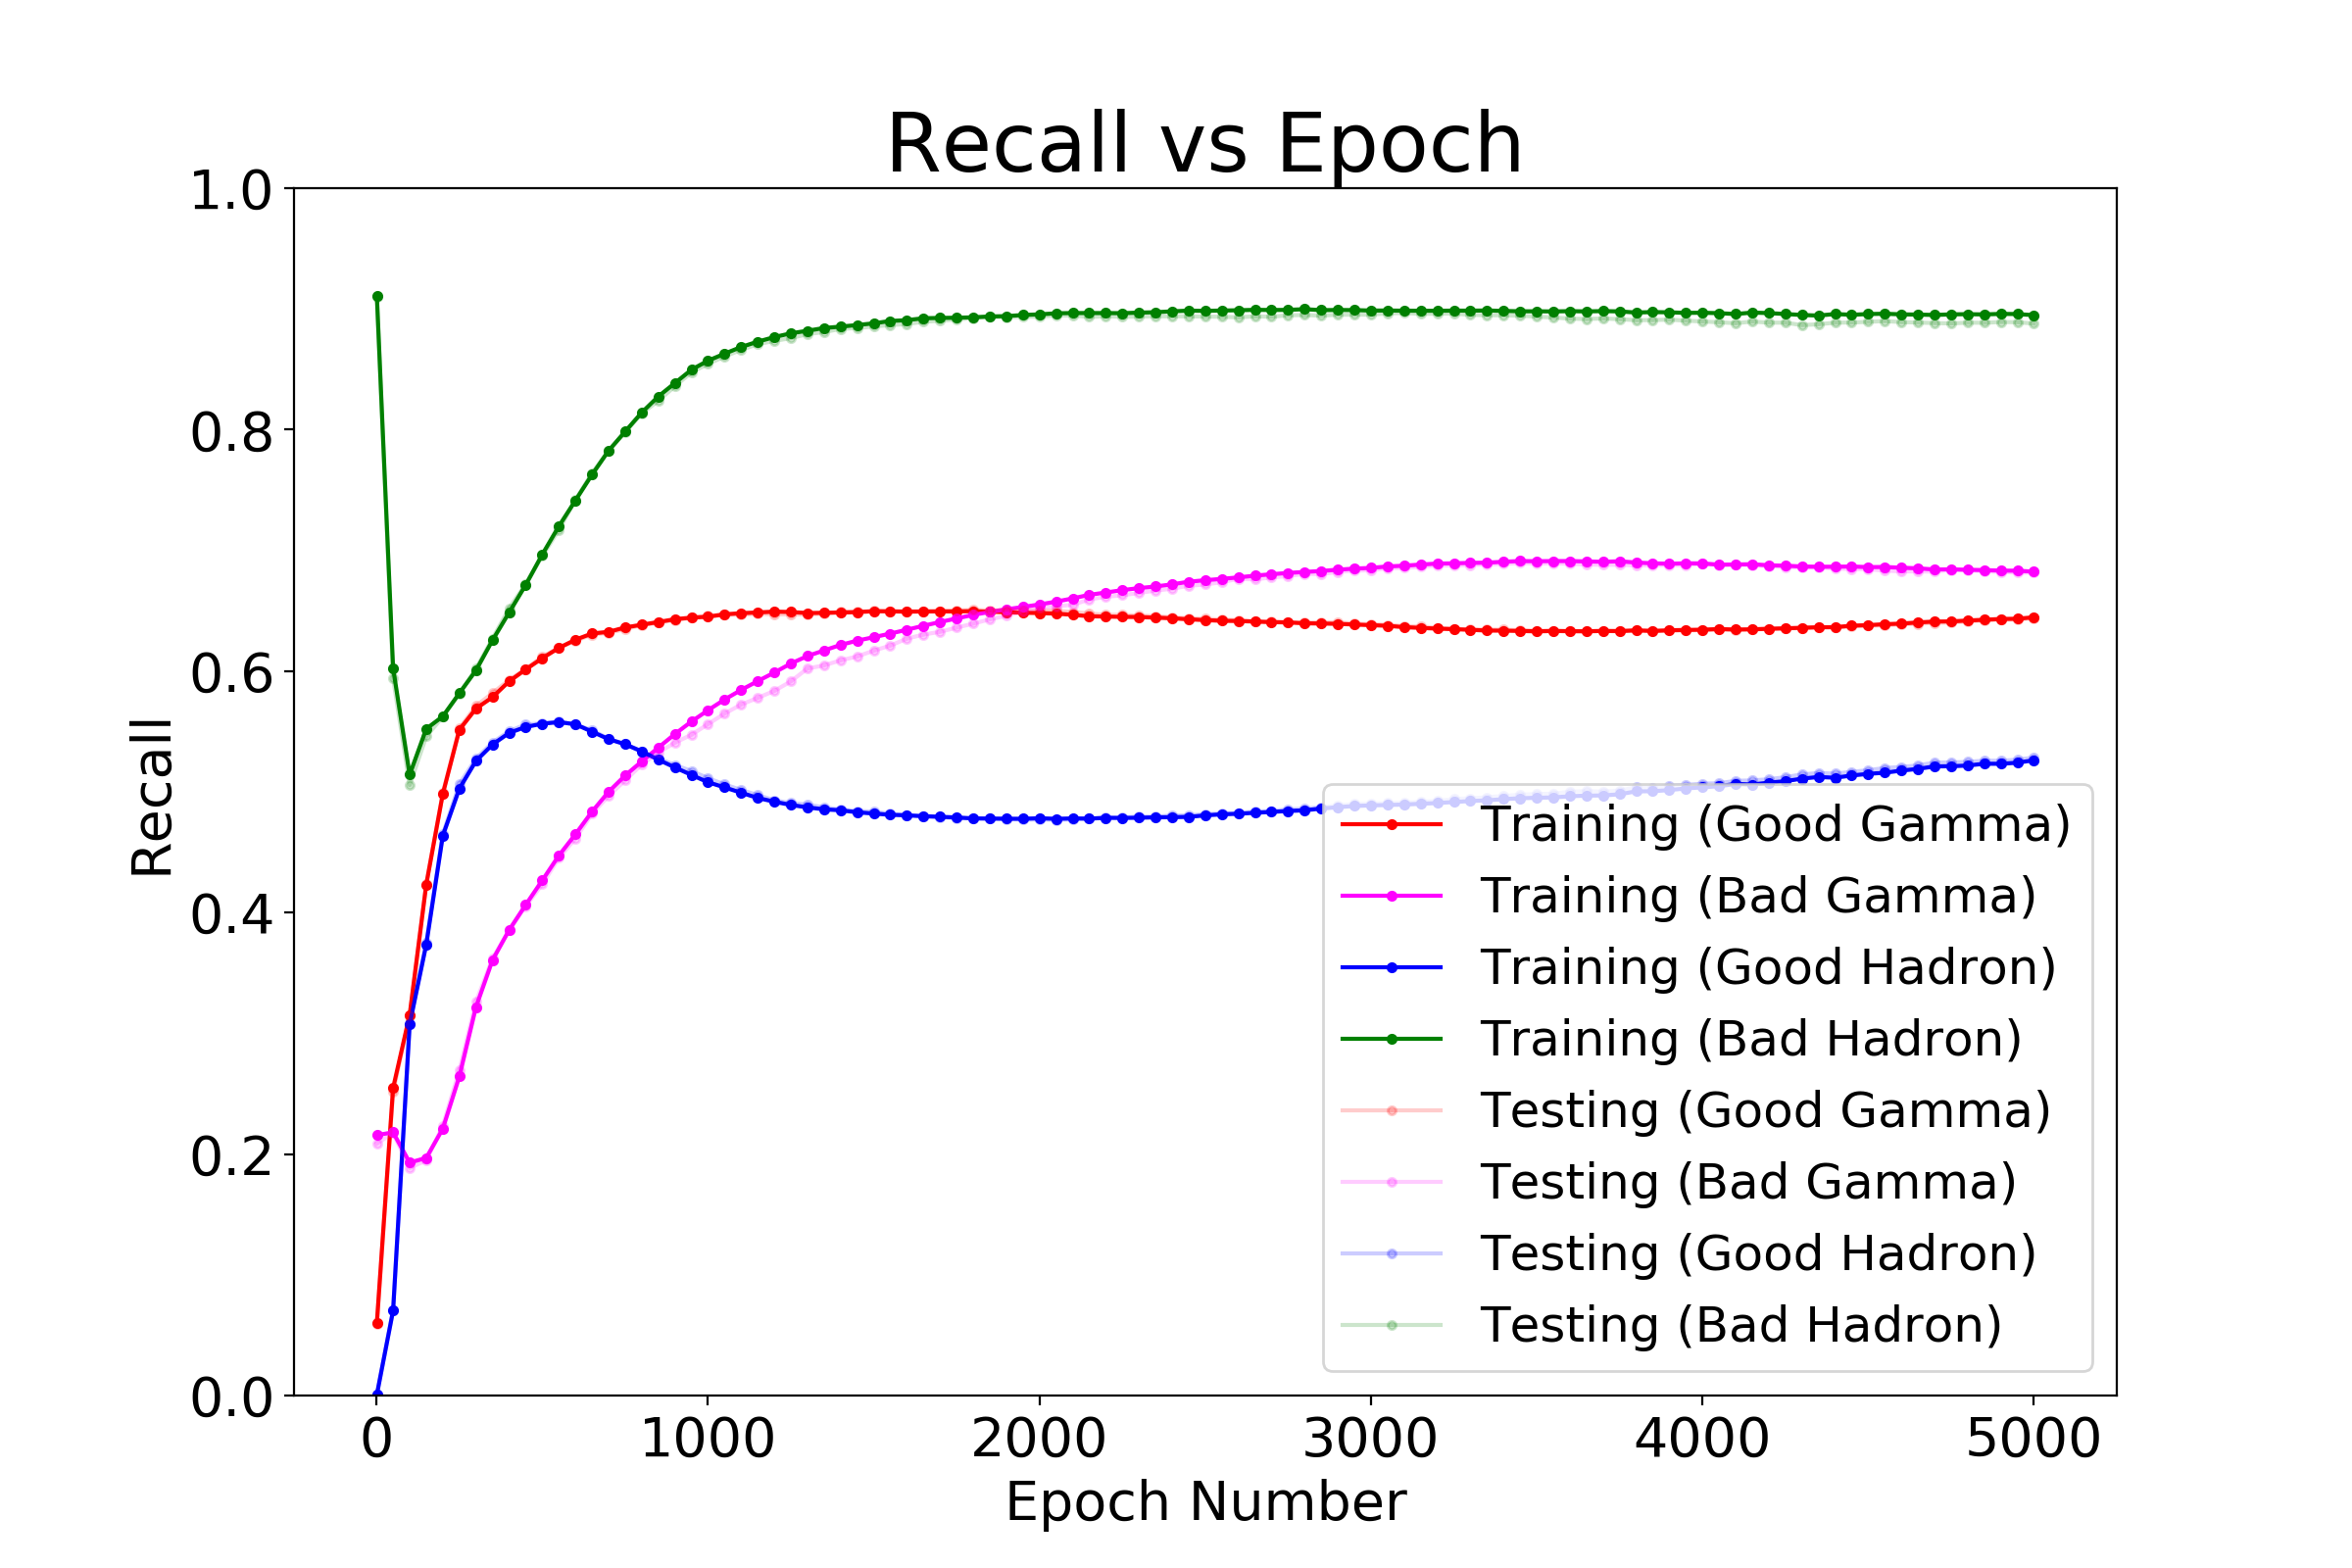 Recall vs Epoch
1.0
0.8
0.6
0.4
0.2
0.0
Recall
Training (Good Gamma)
Training (Bad Gamma)
Training (Good Hadron)
Training (Bad Hadron)
Testing (Good Gamma)
Testing (Bad Gamma)
Testing (Good Hadron)
Testing (Bad Hadron)
0 1000 2000 3000 4000 5000
Epoch Number